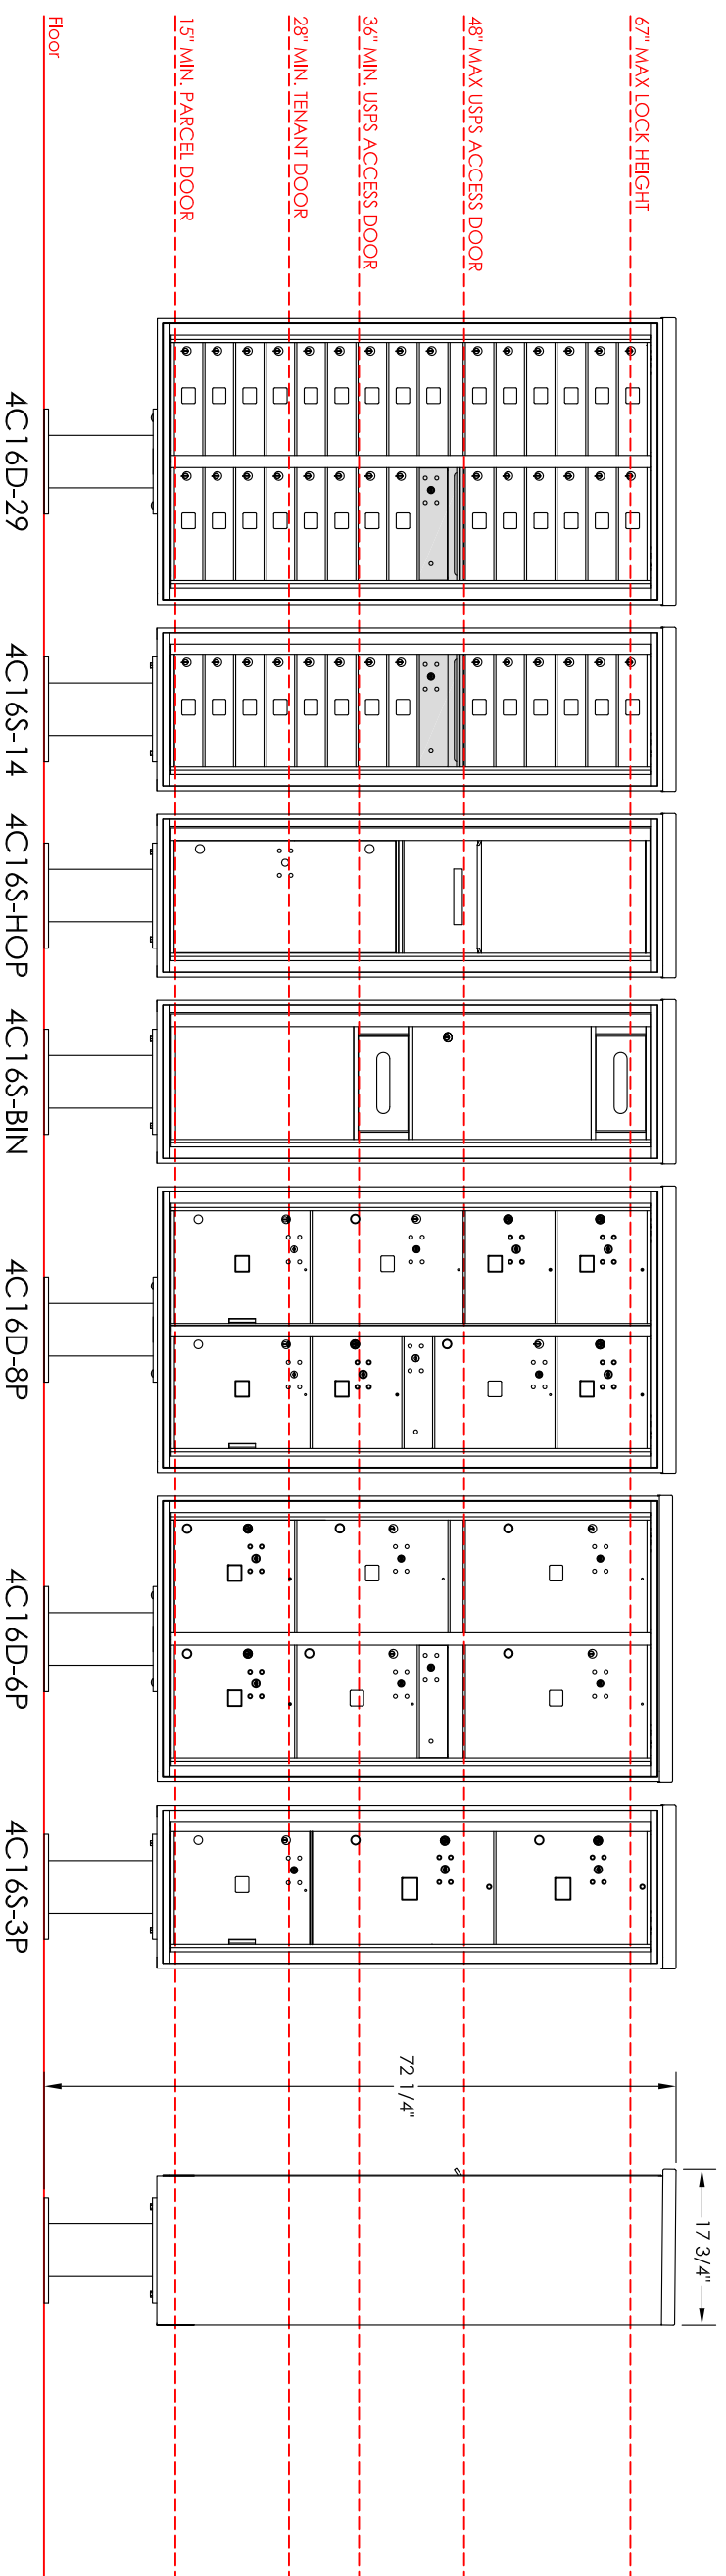 67" MAX LOCK HEIGHT
48" MAX USPS ACCESS DOOR
36" MIN. USPS ACCESS DOOR
28" MIN. TENANT DOOR
15" MIN. PARCEL DOOR
Floor
4C16D-29
4C16S-14
4C16S-HOP
4C16S-BIN
4C16D-8P
4C16D-6P
4C16S-3P
72 1/4"
17 3/4"